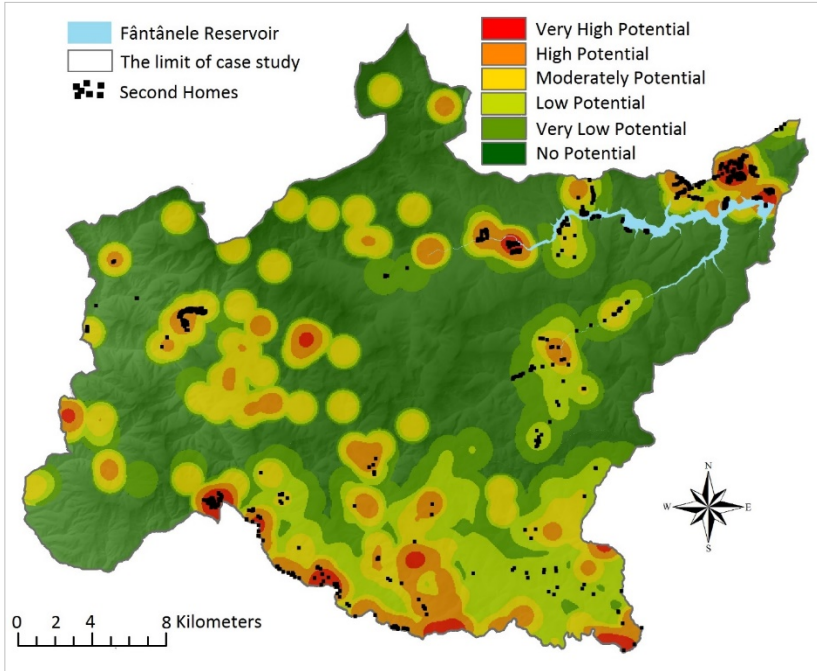 Fântânele Reservoir
The limit of case study
Second Homes
Very High Potential
High Potential
Moderately Potential
Low Potential
Very Low Potential
No Potential
N
W E
S
0 2 4 8 Kilometers